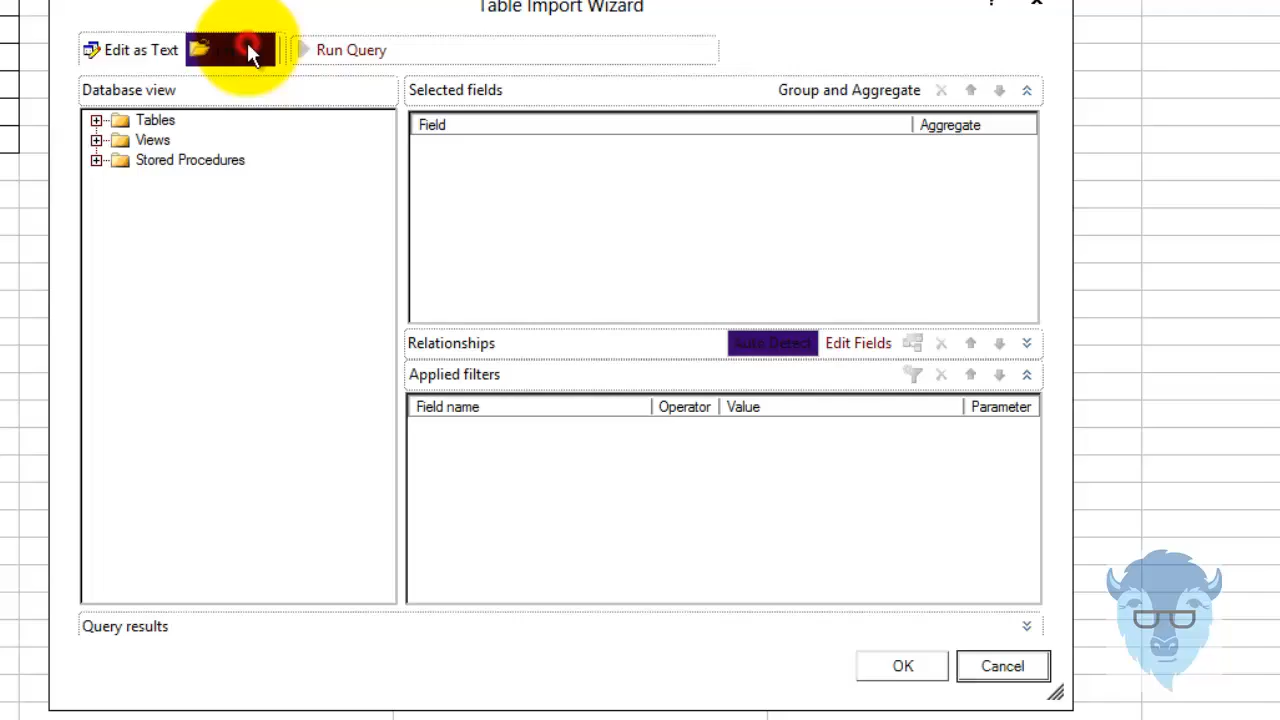 Table Import Wizard
? x
Edit as Text
Run Query
Database view
Selected fields
Group and Aggregate
Field
Aggregate
Tables
Views
Stored Procedures
Relationships
Auto Detect
Edit Fields
Applied filters
Field name
Operator
Value
Parameter
Query results
OK
Cancel